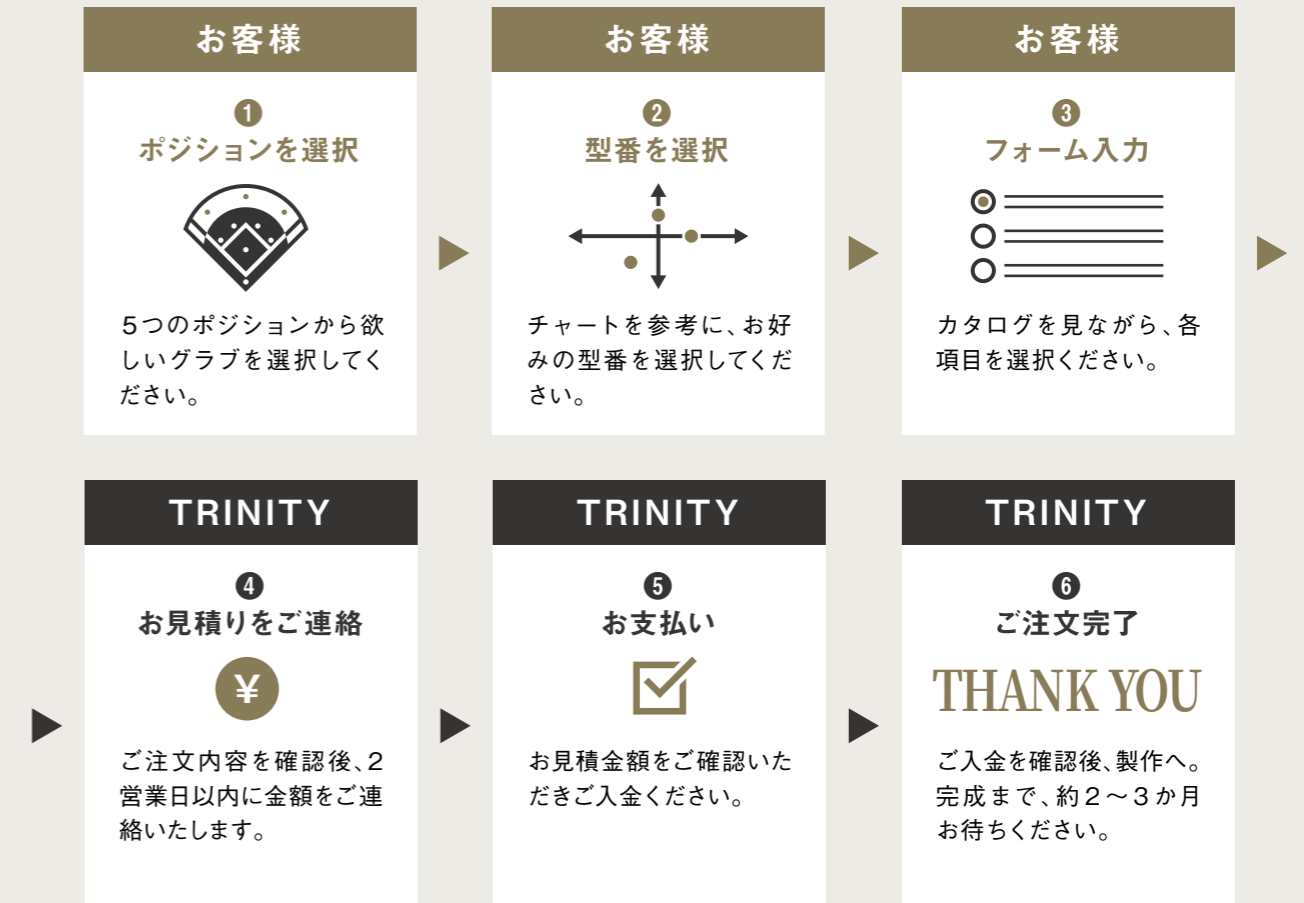 お客様
❶
ポジションを選択
5つのポジションから欲
しいグラブを選択してく
ださい。
お客様
❷
型番を選択
チャートを参考に、お好
みの型番を選択してくだ
さい。
お客様
❸
フォーム入力
カタログを見ながら、各
項目を選択ください。
TRINITY
❹
お見積りをご連絡
¥
ご注文内容を確認後、2
営業日以内に金額をご連
絡いたします。
TRINITY
❺
お支払い
お見積金額をご確認いた
だきご入金ください。
TRINITY
❻
ご注文完了
THANK YOU
ご入金を確認後、製作へ。
完成まで、約2～3か月
お待ちください。